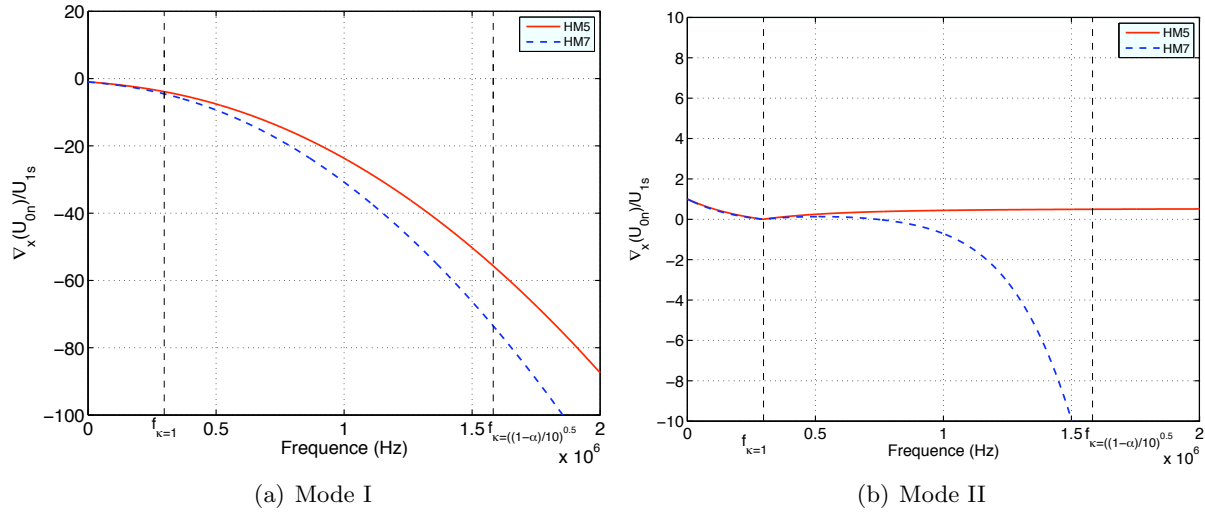 20
0
−20
−40
−60
−80
−100
∇x(U0n)/U1s
HM5
HM7
0
fκ=1
0.5
1
1.5
fκ=((1−α)/10)^0.5
2
Frequence (Hz)
x 10^6
(a) Mode I
10
8
6
4
2
0
−2
−4
−6
−8
−10
∇x(U0n)/U1s
HM5
HM7
0
fκ=1
0.5
1
1.5
fκ=((1−α)/10)^0.5
2
Frequence (Hz)
x 10^6
(b) Mode II